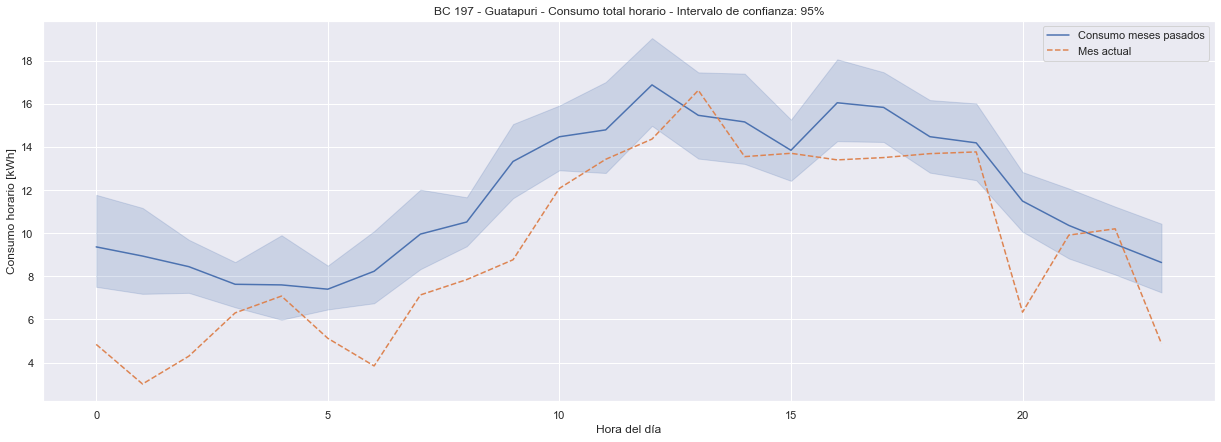 BC 197 - Guatapuri - Consumo total horario - Intervalo de confianza: 95%
Consumo meses pasados
Mes actual
Consumo horario [kWh]
18
16
14
12
10
8
6
4
0
5
10
15
20
Hora del día